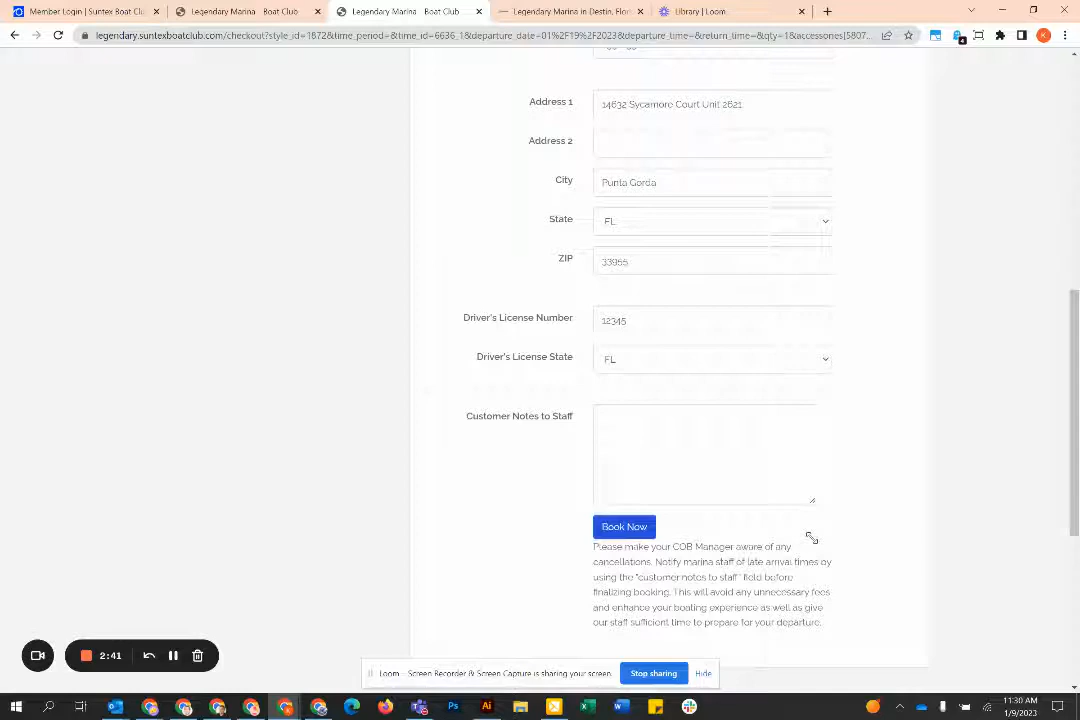 Member Login | Suntex Boat Clu
Legendary Marina - Boat Club
Legendary Marina - Boat Club
Legendary Marina in Destin, Flori
Library | Loom
legendary.suntexboatclub.com/checkout?style_id=1872&time_period=&time_id=6636_1&departure_date=01%2F19%2F2023&departure_time=&return_time=&qty=1&accessories[5807...
K
Address 1
14632 Sycamore Court Unit 2621
Address 2
City
Punta Gorda
State
FL
ZIP
33955
Driver's License Number
12345
Driver's License State
FL
Customer Notes to Staff
Book Now
Please make your COB Manager aware of any
cancellations. Notify marina staff of late arrival times by
using the "customer notes to staff" field before
finalizing booking. This will avoid any unnecessary fees
and enhance your boating experience as well as give
our staff sufficient time to prepare for your departure.
2:41
Loom – Screen Recorder & Screen Capture is sharing your screen.
Stop sharing
Hide
11:30 AM
1/9/2023